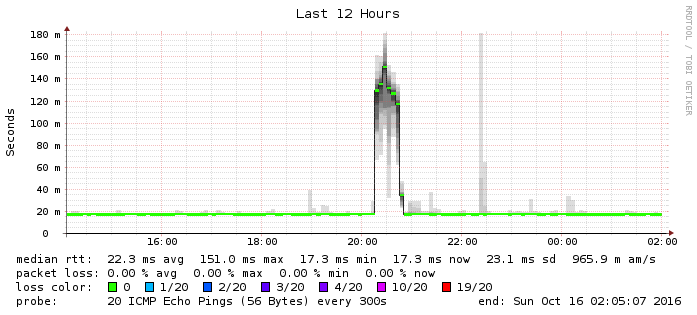 Last 12 Hours
RRDTOOL / TOBI OETIKER
Seconds
180 m
160 m
140 m
120 m
100 m
80 m
60 m
40 m
20 m
0
16:00 18:00 20:00 22:00 00:00 02:00
median rtt: 22.3 ms avg 151.0 ms max 17.3 ms min 17.3 ms now 23.1 ms sd 965.9 m am/s
packet loss: 0.00 % avg 0.00 % max 0.00 % min 0.00 % now
loss color: 0 1/20 2/20 3/20 4/20 10/20 19/20
probe: 20 ICMP Echo Pings (56 Bytes) every 300s end: Sun Oct 16 02:05:07 2016